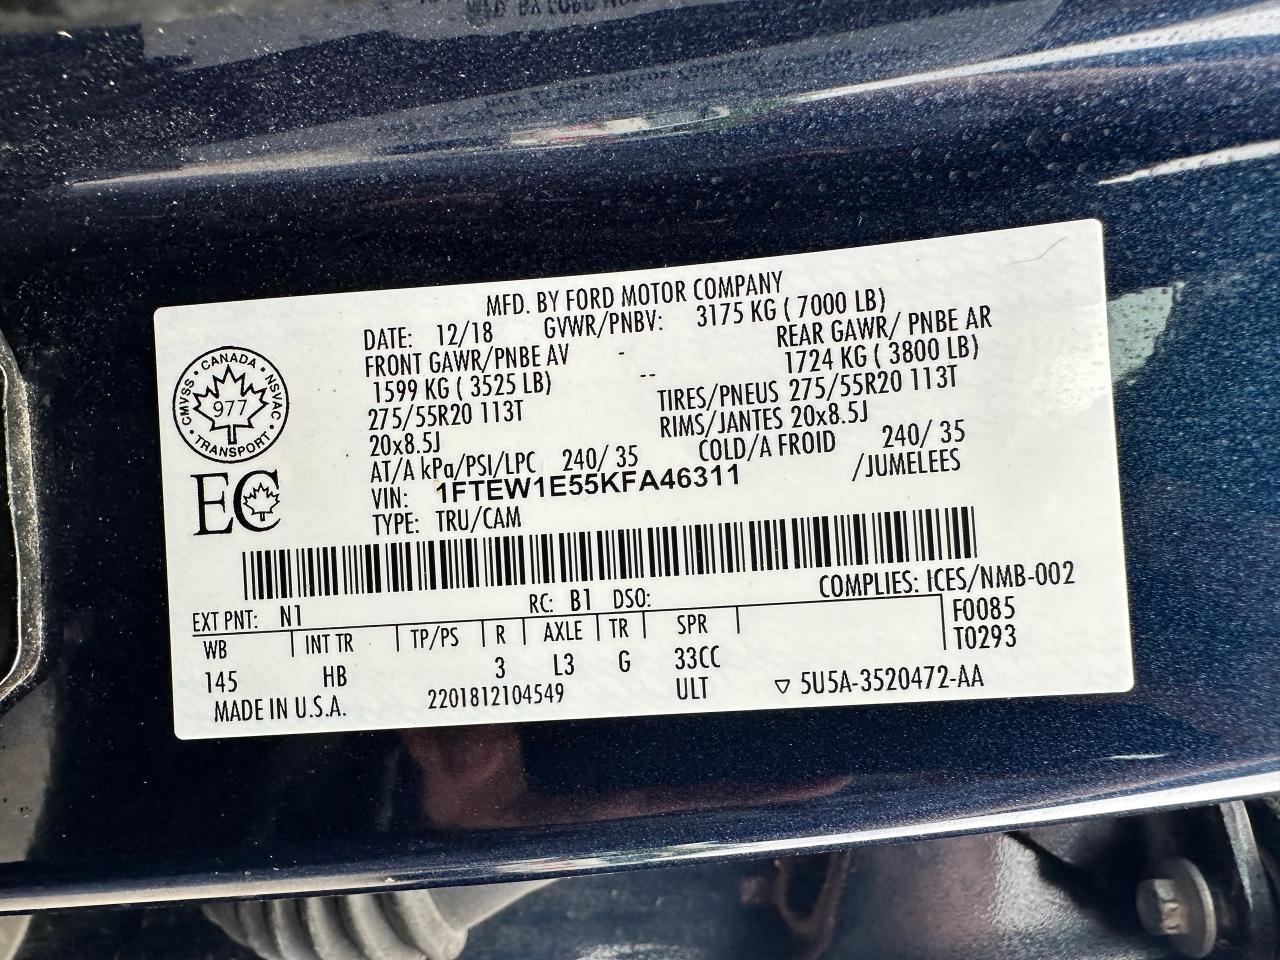 MFD. BY FORD MOTOR COMPANY
DATE: 12/18 GVWR/PNBV: 3175 KG ( 7000 LB)
FRONT GAWR/PNBE AV - REAR GAWR/ PNBE AR
1599 KG ( 3525 LB) -- 1724 KG ( 3800 LB)
275/55R20 113T TIRES/PNEUS 275/55R20 113T
20x8.5J RIMS/JANTES 20x8.5J
AT/A kPa/PSI/LPC 240/ 35 COLD/A FROID 240/ 35
VIN: 1FTEW1E55KFA46311 /JUMELEES
TYPE: TRU/CAM
CANADA • NSVAC • TRANSPORT • CMVSS
977
EC
COMPLIES: ICES/NMB-002
EXT PNT: N1 RC: B1 DSO:
WB INT TR TP/PS R AXLE TR SPR F0085
T0293
145 HB 3 L3 G 33CC
MADE IN U.S.A. 2201812104549 ULT ▽ 5U5A-3520472-AA